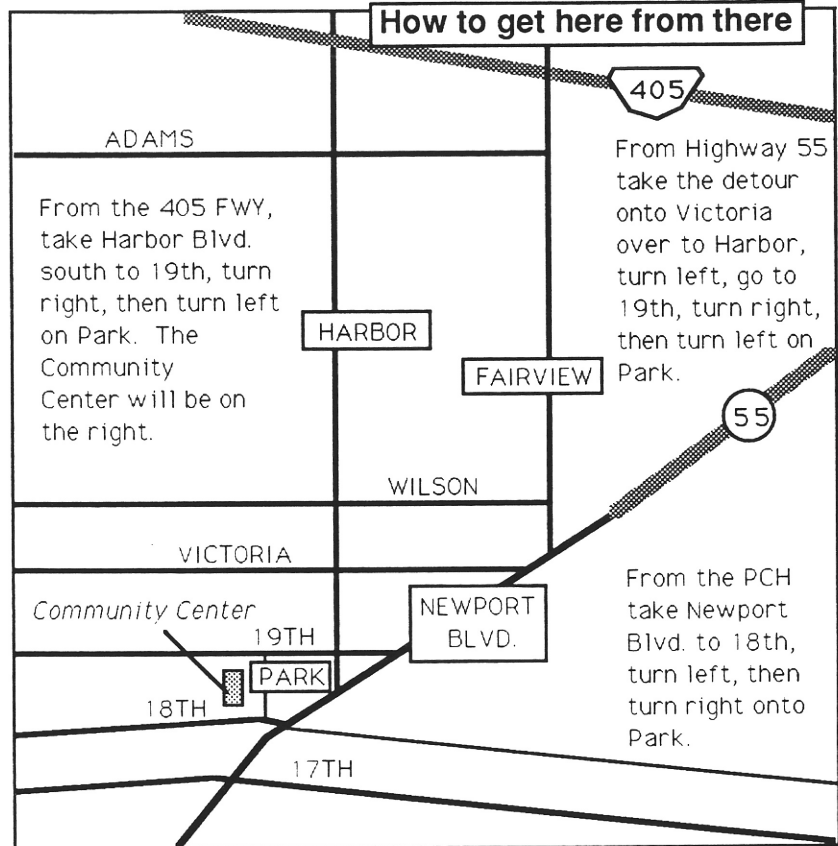 How to get here from there
405
ADAMS
From the 405 FWY,
take Harbor Blvd.
south to 19th, turn
right, then turn left
on Park. The
Community
Center will be on
the right.
From Highway 55
take the detour
onto Victoria
over to Harbor,
turn left, go to
19th, turn right,
then turn left on
Park.
HARBOR
FAIRVIEW
55
WILSON
VICTORIA
Community Center
19TH
NEWPORT
BLVD.
PARK
18TH
17TH
From the PCH
take Newport
Blvd. to 18th,
turn left, then
turn right onto
Park.